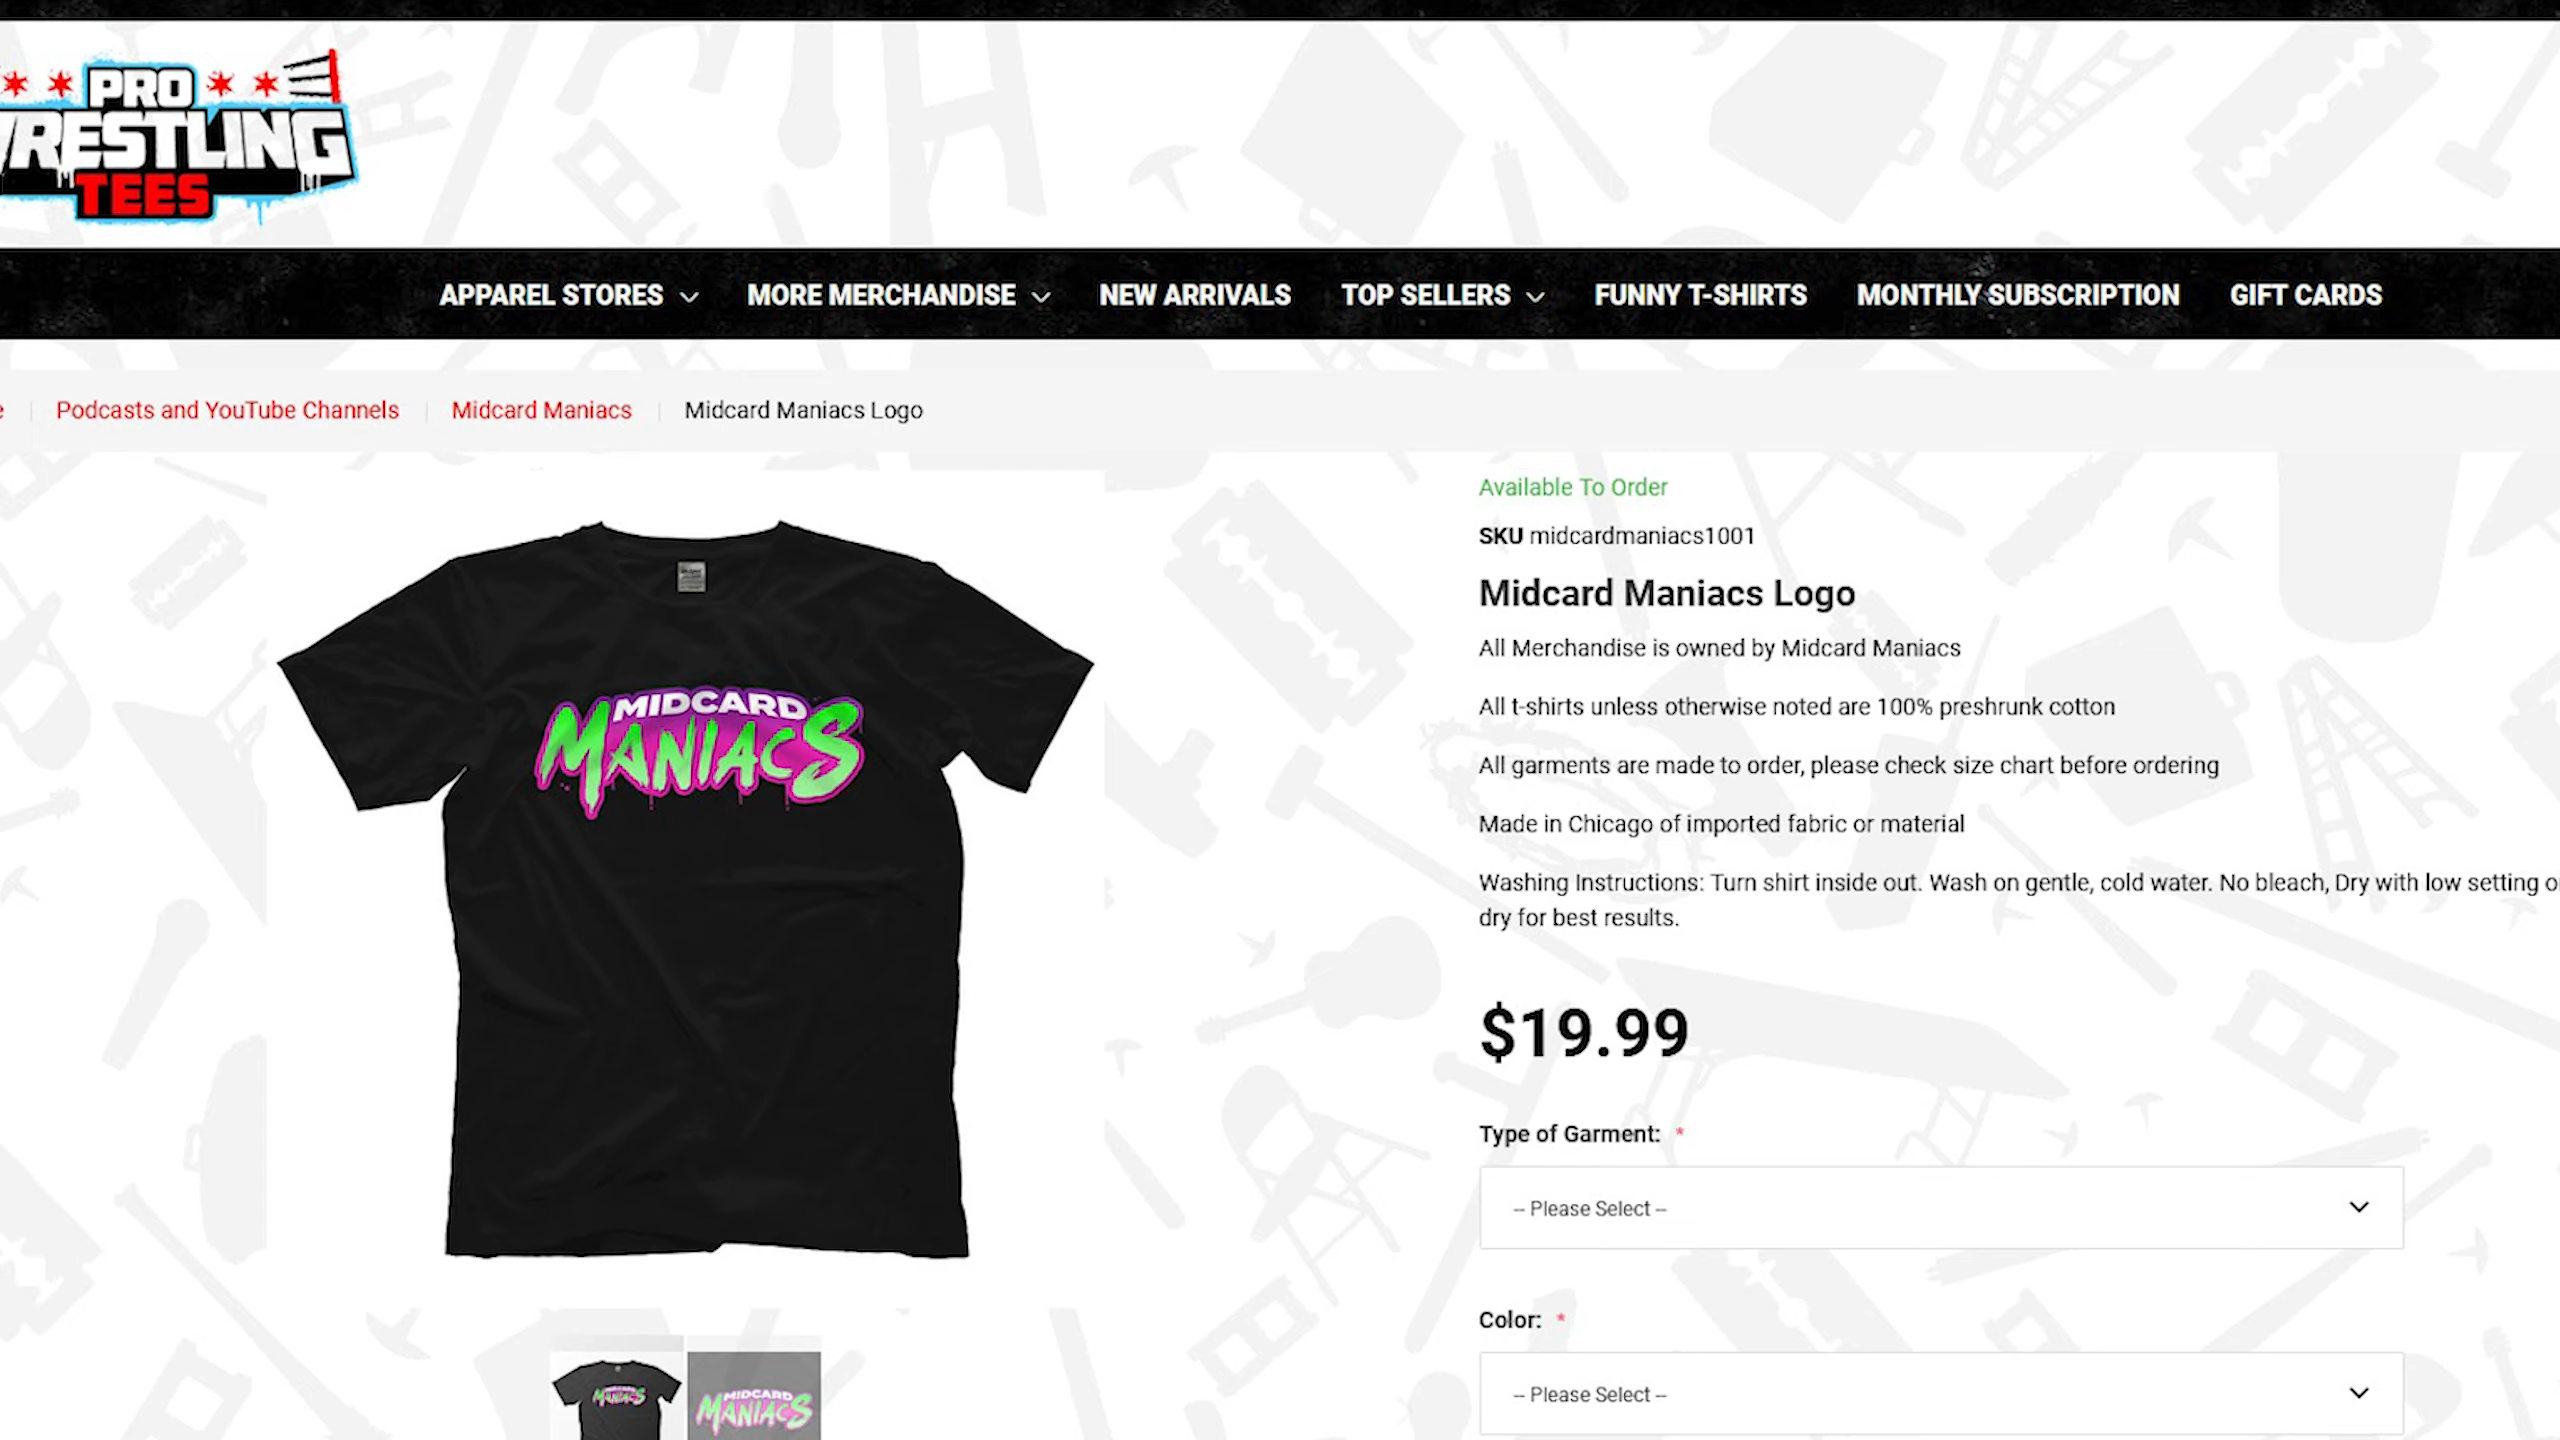 PRO
WRESTLING
TEES
APPAREL STORES MORE MERCHANDISE NEW ARRIVALS TOP SELLERS FUNNY T-SHIRTS MONTHLY SUBSCRIPTION GIFT CARDS
Podcasts and YouTube Channels Midcard Maniacs Midcard Maniacs Logo
Available To Order
SKU midcardmaniacs1001
Midcard Maniacs Logo
All Merchandise is owned by Midcard Maniacs
All t-shirts unless otherwise noted are 100% preshrunk cotton
All garments are made to order, please check size chart before ordering
Made in Chicago of imported fabric or material
Washing Instructions: Turn shirt inside out. Wash on gentle, cold water. No bleach, Dry with low setting
dry for best results.
$19.99
Type of Garment: *
-- Please Select --
Color: *
-- Please Select --
MIDCARD
MANIACS
MIDCARD
MANIACS
MIDCARD
MANIACS